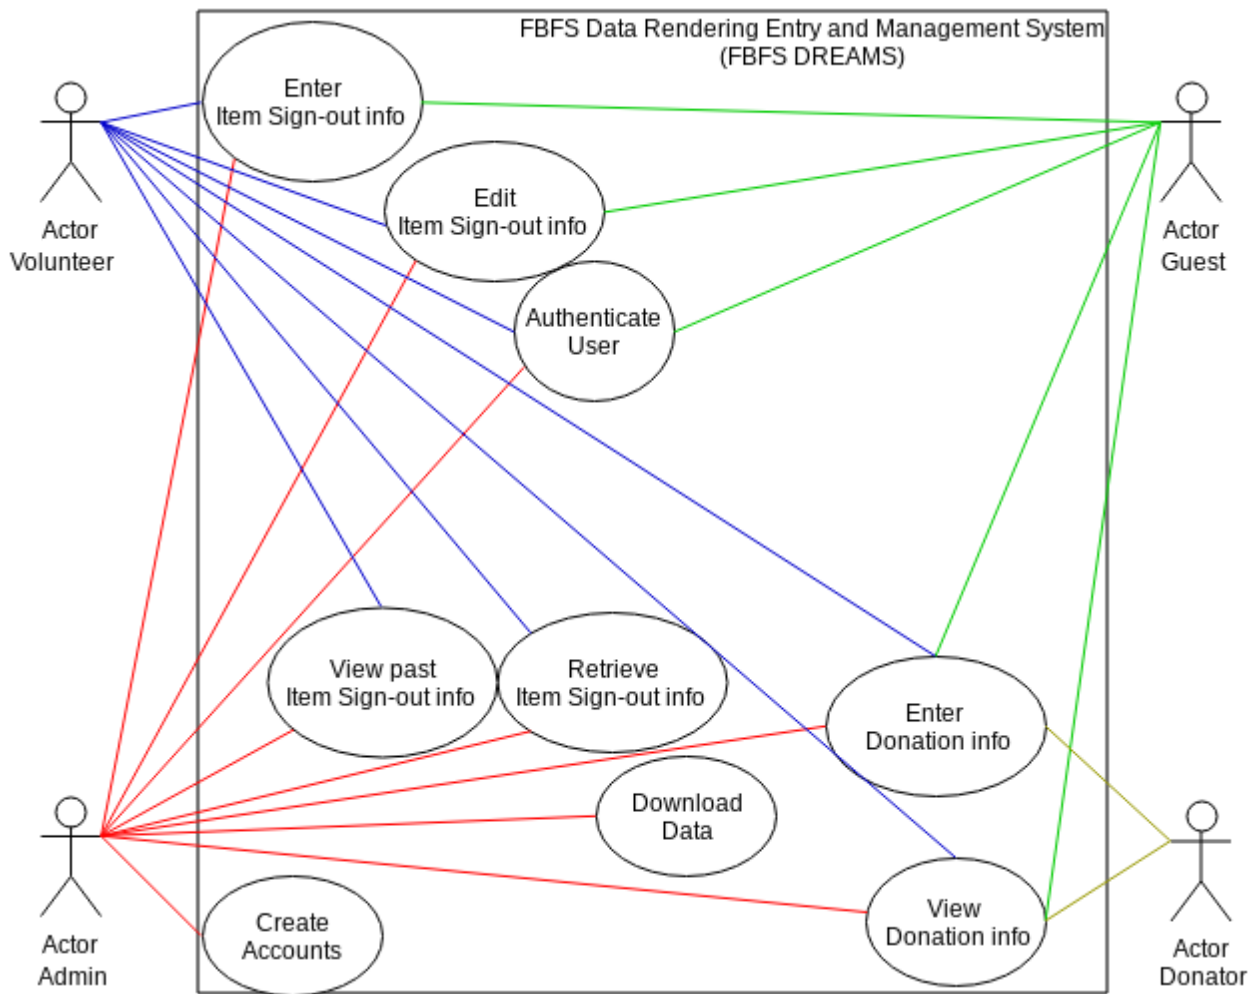 FBFS Data Rendering Entry and Management System
(FBFS DREAMS)
Enter
Item Sign-out info
Edit
Item Sign-out info
Actor
Volunteer
Actor
Guest
Authenticate
User
View past
Item Sign-out info
Retrieve
Item Sign-out info
Enter
Donation info
Download
Data
Create
Accounts
View
Donation info
Actor
Admin
Actor
Donator